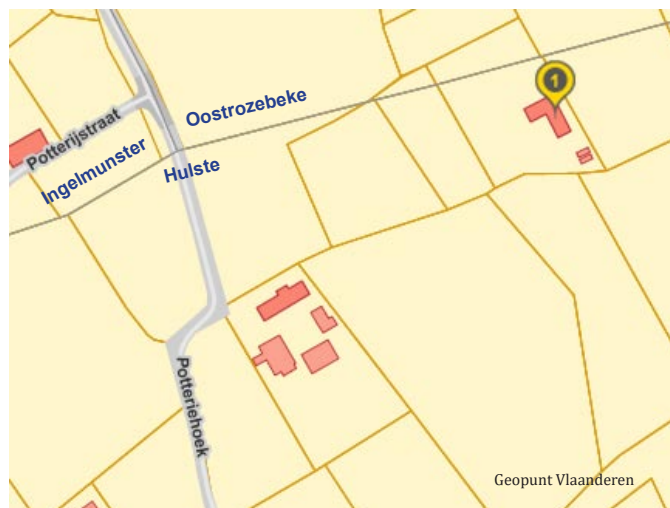 1
Oostrozebeke
Potterijstraat
Ingelmunster
Hulste
Potteriehoek
Geopunt Vlaanderen